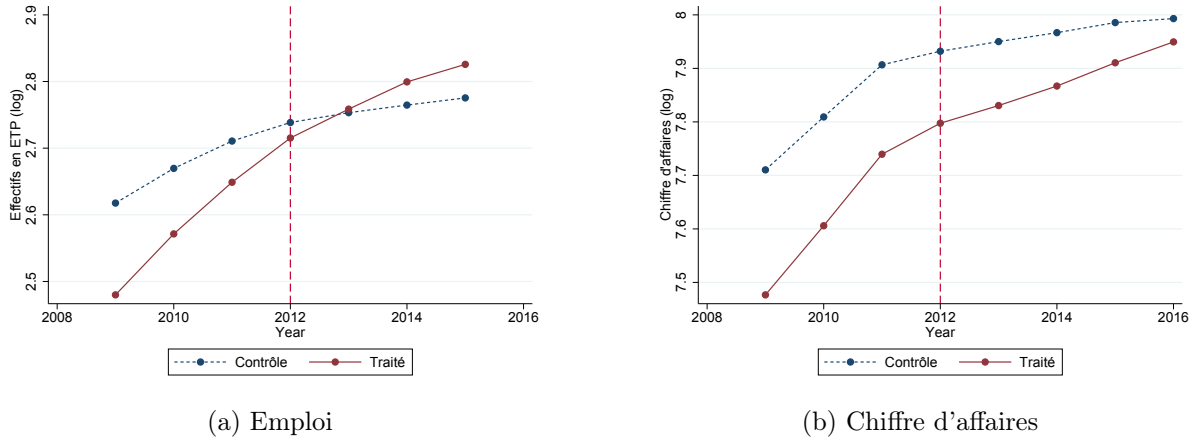 Effectifs en ETP (log)
2.9
2.8
2.7
2.6
2.5
2008
2010
2012
2014
2016
Year
Contrôle
Traité
(a) Emploi
Chiffre d'affaires (log)
8
7.9
7.8
7.7
7.6
7.5
2008
2010
2012
2014
2016
Year
Contrôle
Traité
(b) Chiffre d'affaires